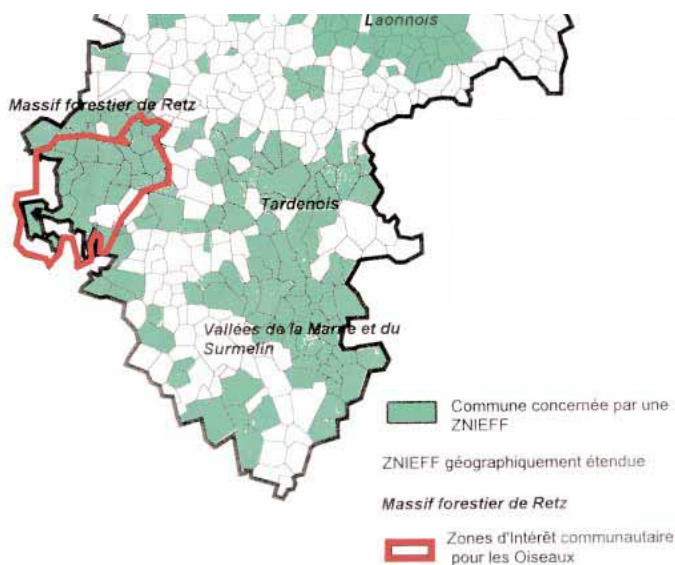 Laonnois
Massif forestier de Retz
Tardenois
Vallées de la Marne et du
Surmelin
Commune concernée par une
ZNIEFF
ZNIEFF géographiquement étendue
Massif forestier de Retz
Zones d'Intérêt communautaire
pour les Oiseaux